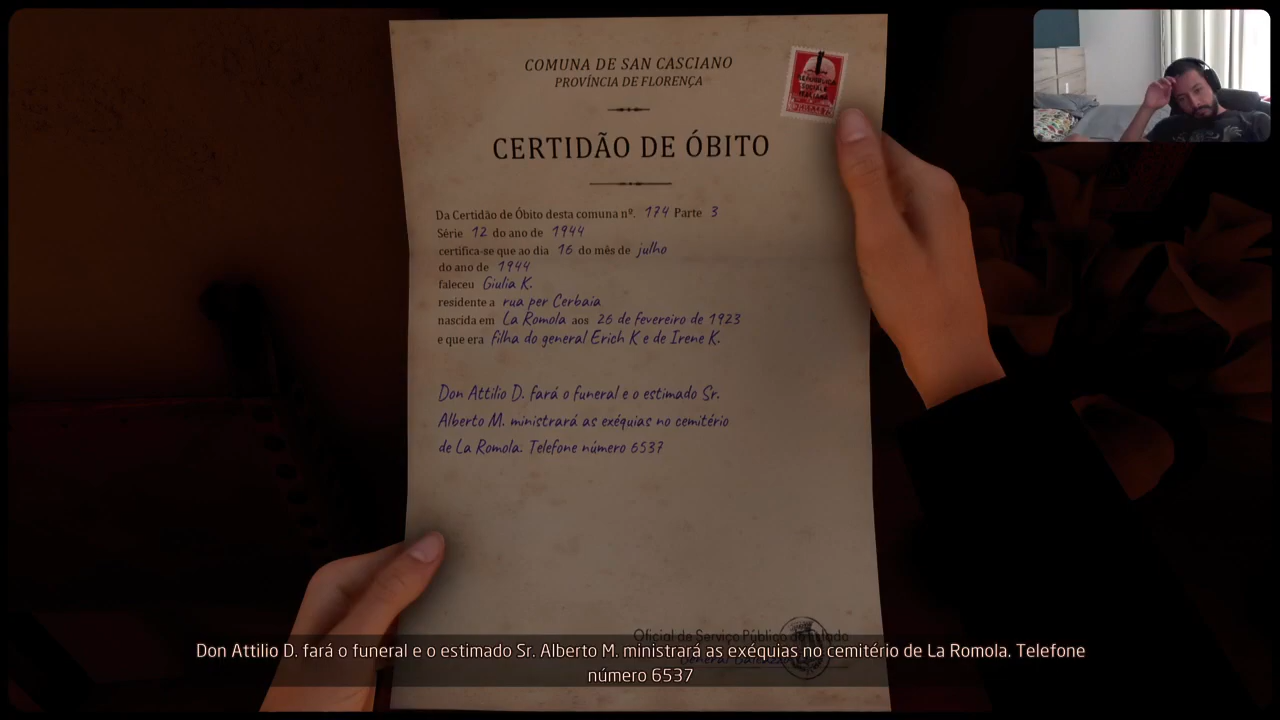 COMUNA DE SAN CASCIANO
PROVÍNCIA DE FLORENÇA
REPUBBLICA
SOCIALE
ITALIANA
CERTIDÃO DE ÓBITO
Da Certidão de Óbito desta comuna nº. 174 Parte 3
Série 12 do ano de 1944
certifica-se que ao dia 16 do mês de julho
do ano de 1944
faleceu Giulia K.
residente a rua per Cerbaia
nascida em La Romola aos 26 de fevereiro de 1923
e que era filha do general Erich K e de Irene K.
Don Attilio D. fará o funeral e o estimado Sr.
Alberto M. ministrará as exéquias no cemitério
de La Romola. Telefone número 6537
Oficial de Serviço Público do Estado
General
Don Attilio D. fará o funeral e o estimado Sr. Alberto M. ministrará as exéquias no cemitério de La Romola. Telefone
número 6537